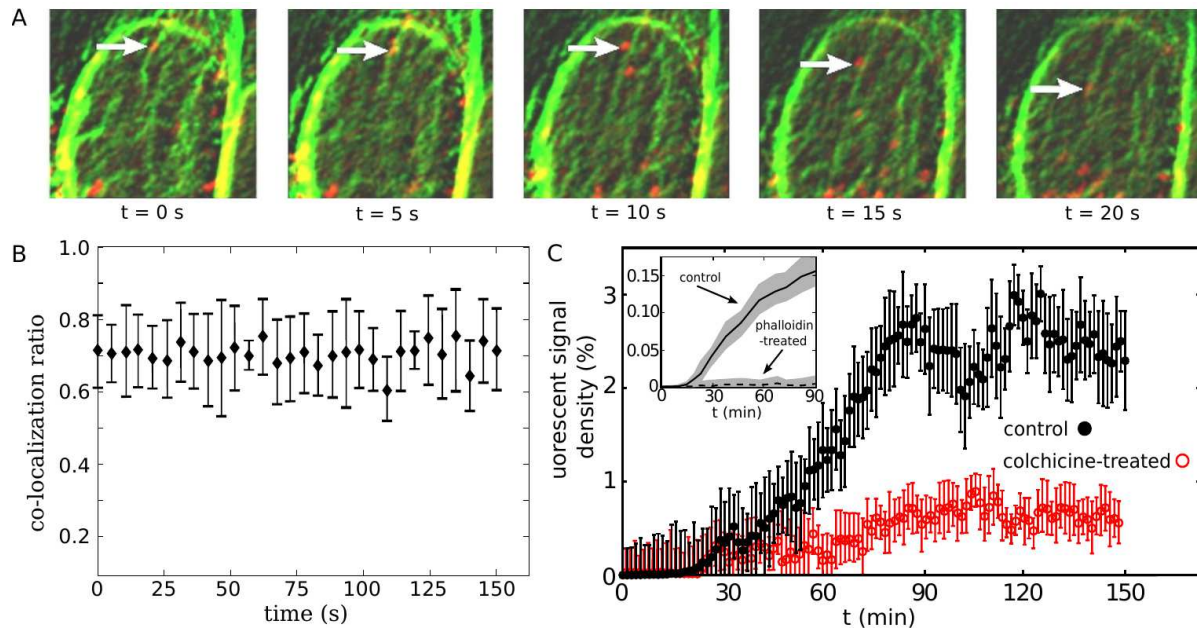 A
t = 0 s
t = 5 s
t = 10 s
t = 15 s
t = 20 s
B
co-localization ratio
1.0
0.8
0.6
0.4
0.2
0
25
50
75
100
125
150
time (s)
C
uorescent signal
density (%)
3
2
1
0
0
30
60
90
120
150
t (min)
control
colchicine-treated
0.15
0.10
0.05
0
control
phalloidin
-treated
0
30
60
90
t (min)